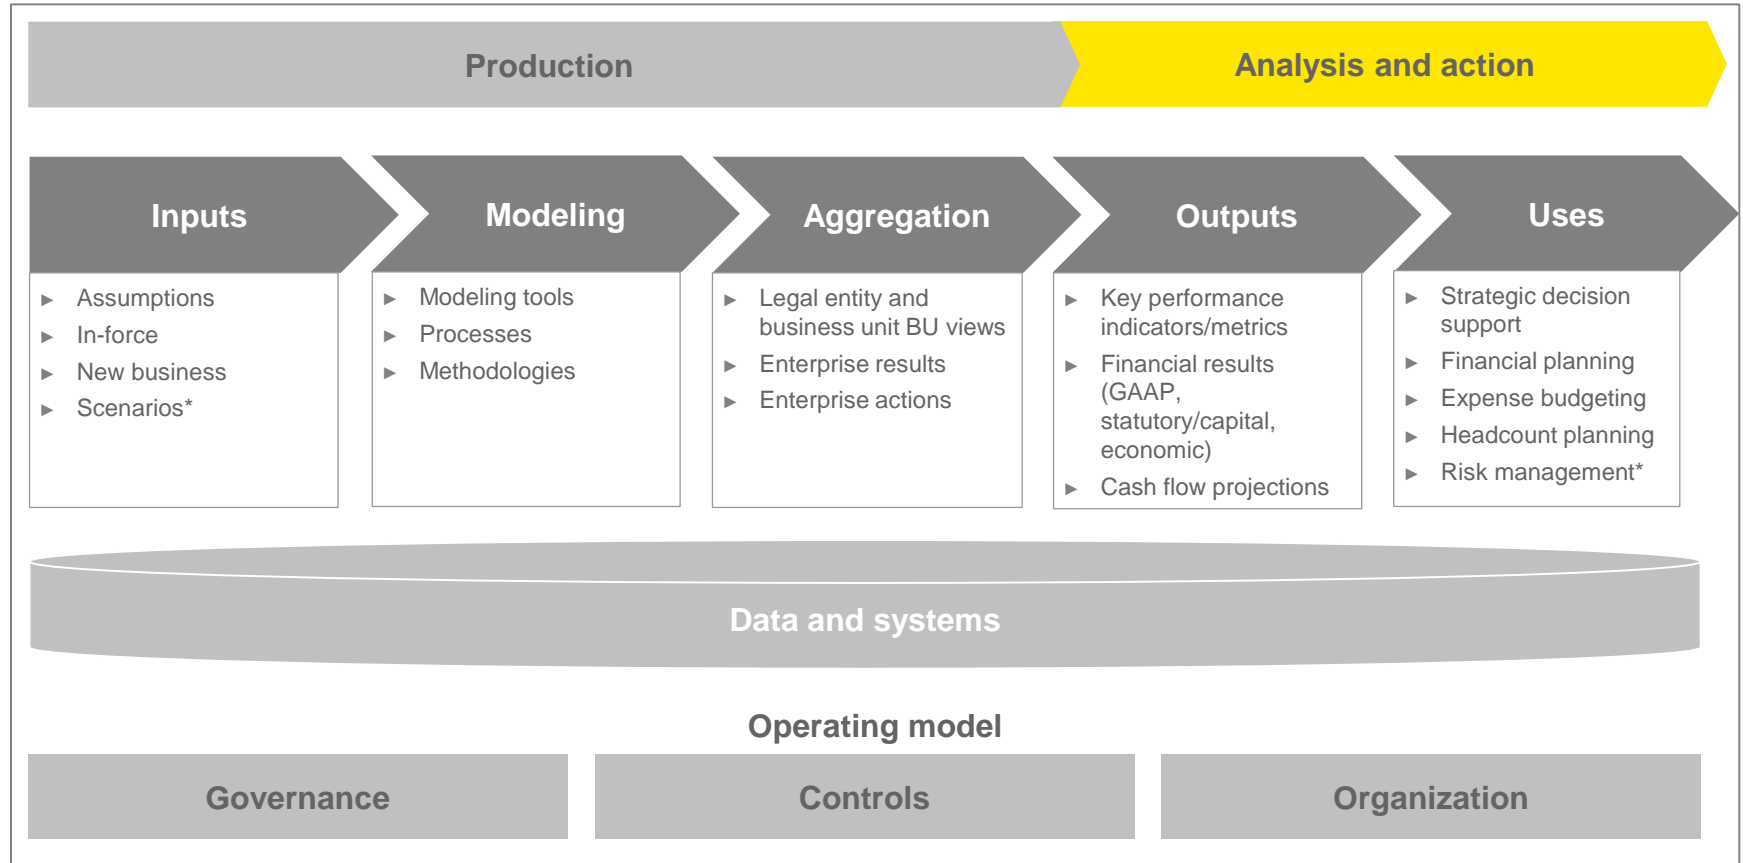 Production
Analysis and action
Inputs
Modeling
Aggregation
Outputs
Uses
► Assumptions
► In-force
► New business
► Scenarios*
► Modeling tools
► Processes
► Methodologies
► Legal entity and
business unit BU views
► Enterprise results
► Enterprise actions
► Key performance
indicators/metrics
► Financial results
(GAAP,
statutory/capital,
economic)
► Cash flow projections
► Strategic decision
support
► Financial planning
► Expense budgeting
► Headcount planning
► Risk management*
Data and systems
Operating model
Governance
Controls
Organization